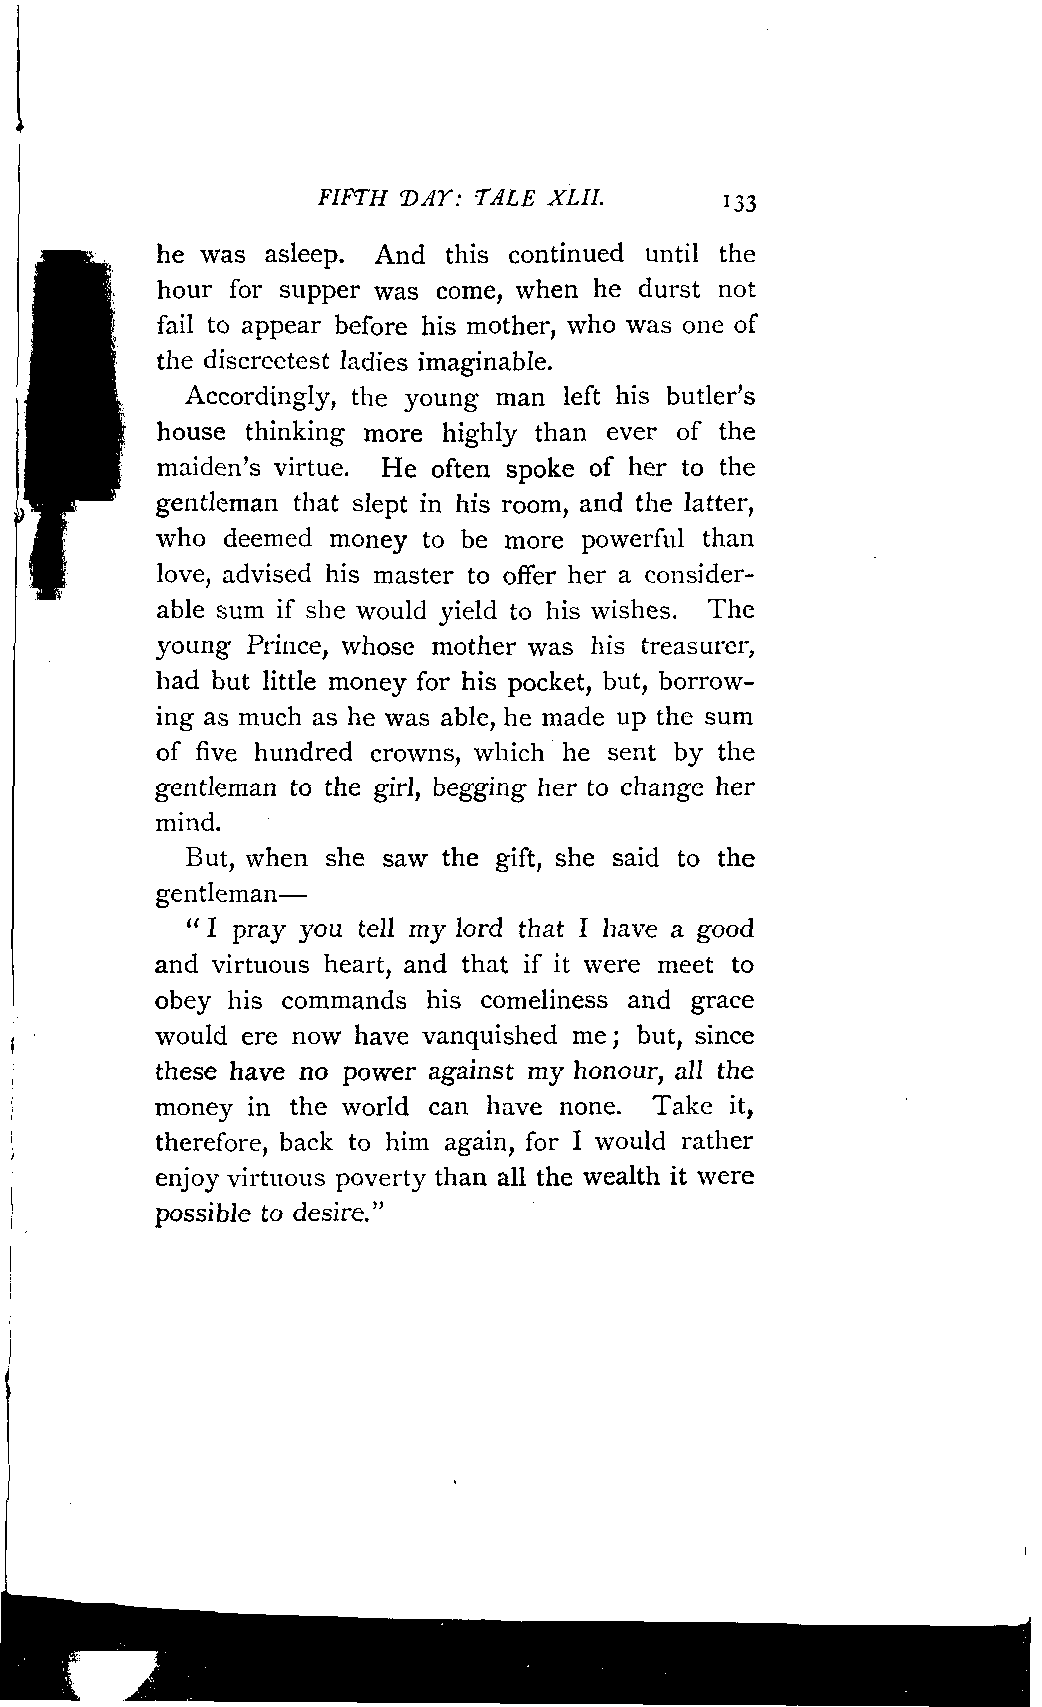 FIFTH DAY: TALE XLII. 133
he was asleep. And this continued until the
hour for supper was come, when he durst not
fail to appear before his mother, who was one of
the discreetest ladies imaginable.
Accordingly, the young man left his butler's
house thinking more highly than ever of the
maiden's virtue. He often spoke of her to the
gentleman that slept in his room, and the latter,
who deemed money to be more powerful than
love, advised his master to offer her a consider-
able sum if she would yield to his wishes. The
young Prince, whose mother was his treasurer,
had but little money for his pocket, but, borrow-
ing as much as he was able, he made up the sum
of five hundred crowns, which he sent by the
gentleman to the girl, begging her to change her
mind.
But, when she saw the gift, she said to the
gentleman—
"I pray you tell my lord that I have a good
and virtuous heart, and that if it were meet to
obey his commands his comeliness and grace
would ere now have vanquished me; but, since
these have no power against my honour, all the
money in the world can have none. Take it,
therefore, back to him again, for I would rather
enjoy virtuous poverty than all the wealth it were
possible to desire."